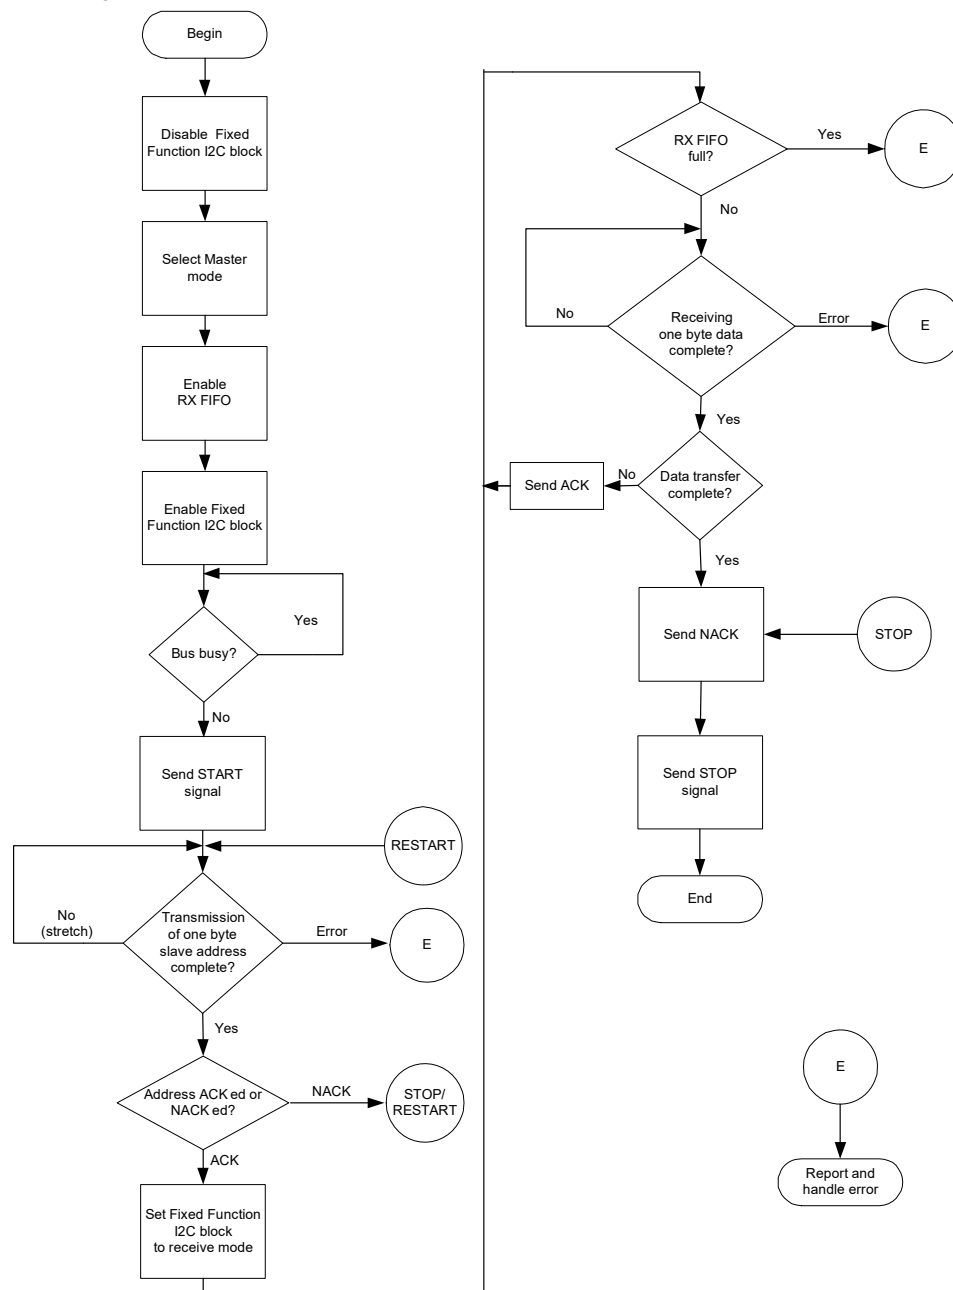 Begin
Disable Fixed
Function I2C block
Select Master
mode
Enable
RX FIFO
Enable Fixed
Function I2C block
Yes
Bus busy?
No
Send START
signal
RESTART
No
(stretch)
Transmission
of one byte
slave address
complete?
Error
E
Yes
Address ACK ed or
NACK ed?
NACK
STOP/
RESTART
ACK
Set Fixed Function
I2C block
to receive mode
RX FIFO
full?
Yes
E
No
No
Receiving
one byte data
complete?
Error
E
Yes
Send ACK
No
Data transfer
complete?
Yes
Send NACK
STOP
Send STOP
signal
End
E
Report and
handle error